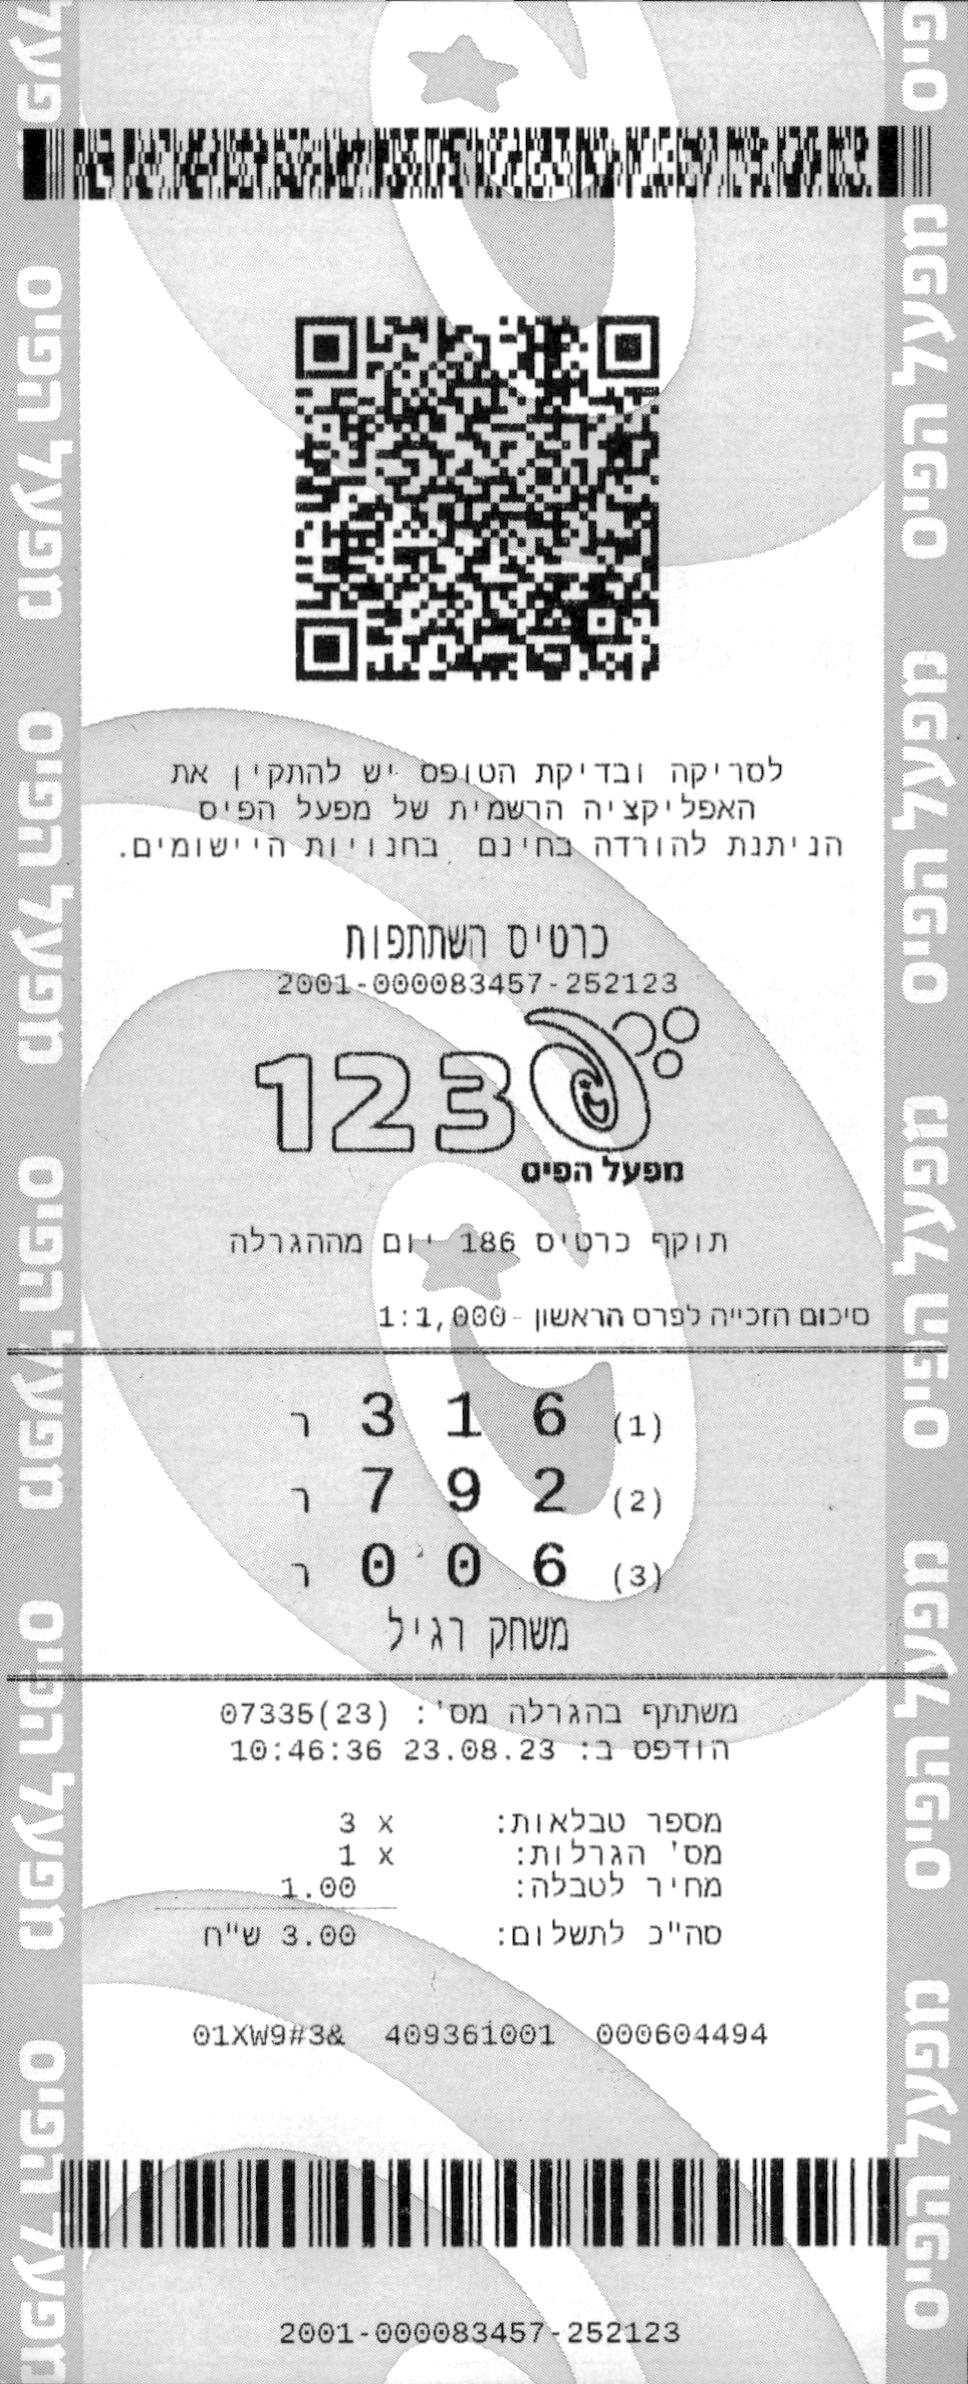 מפעל הפיס
לסריקה ובדיקת הטופס יש להתקין את
האפליקציה הרשמית של מפעל הפיס
הניתנת להורדה בחינם בחנויות היישומים.
כרטיס השתתפות
2001-000083457-252123
123
מפעל הפיס
תוקף כרטיס 186 יום מההגרלה
סיכום הזכייה לפרס הראשון -1:1,000
(1) 3 1 6 ר
(2) 7 9 2 ר
(3) 0 0 6 ר
משחק רגיל
משתתף בהגרלה מס': 07335(23)
הודפס ב: 23.08.23 10:46:36
מספר טבלאות: x 3
מס' הגרלות: x 1
מחיר לטבלה: 1.00
סה"כ לתשלום: 3.00 ש"ח
01XW9#3& 409361001 000604494
2001-000083457-252123